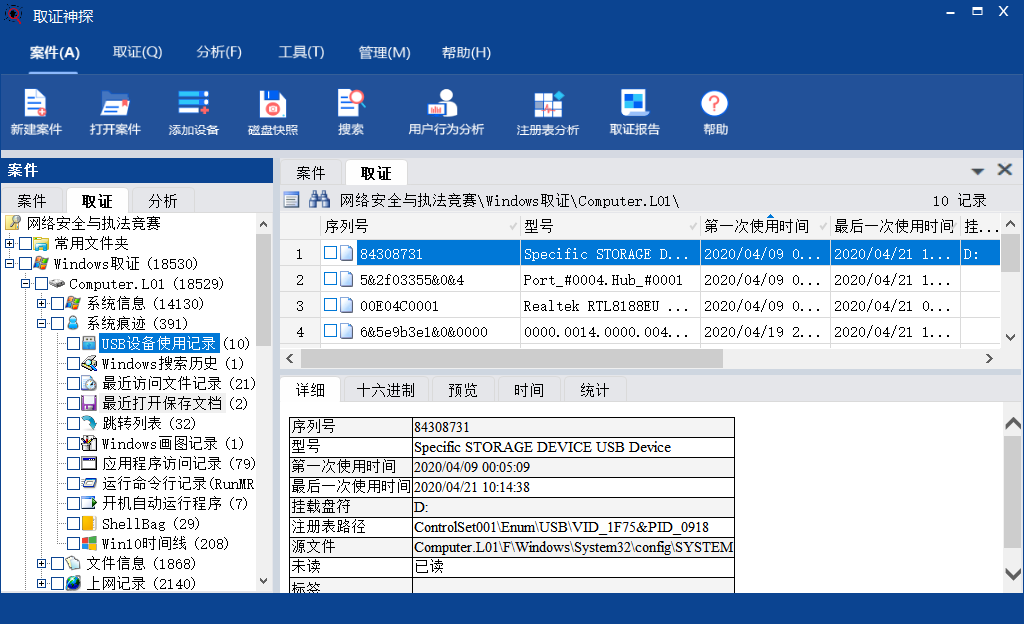 取证神探
案件(A) 取证(Q) 分析(F) 工具(T) 管理(M) 帮助(H)
新建案件 打开案件 添加设备 磁盘快照 搜索 用户行为分析 注册表分析 取证报告 帮助
案件
案件 取证 分析
网络安全与执法竞赛
常用文件夹
Windows取证 (18530)
Computer.L01 (18529)
系统信息 (14130)
系统痕迹 (391)
USB设备使用记录 (10)
Windows搜索历史 (1)
最近访问文件记录 (21)
最近打开保存文档 (2)
跳转列表 (32)
Windows画图记录 (1)
应用程序访问记录 (79)
运行命令行记录(RunMR
开机自动运行程序 (7)
ShellBag (29)
Win10时间线 (208)
文件信息 (1868)
上网记录 (2140)
案件 取证
网络安全与执法竞赛\Windows取证\Computer.L01\ 10 记录
序列号 型号 第一次使用时间 最后一次使用时间 挂...
1 84308731 Specific STORAGE D... 2020/04/09 0... 2020/04/21 1... D:
2 5&2f03355&0&4 Port_#0004.Hub_#0001 2020/04/09 0... 2020/04/21 1...
3 00E04C0001 Realtek RTL8188EU ... 2020/04/09 0... 2020/04/21 0...
4 6&5e9b3e1&0&0000 0000.0014.0000.004... 2020/04/19 2... 2020/04/21 1...
详细 十六进制 预览 时间 统计
序列号 84308731
型号 Specific STORAGE DEVICE USB Device
第一次使用时间 2020/04/09 00:05:09
最后一次使用时间 2020/04/21 10:14:38
挂载盘符 D:
注册表路径 ControlSet001\Enum\USB\VID_1F75&PID_0918
源文件 Computer.L01\F\Windows\System32\config\SYSTEM
未读 已读
标签